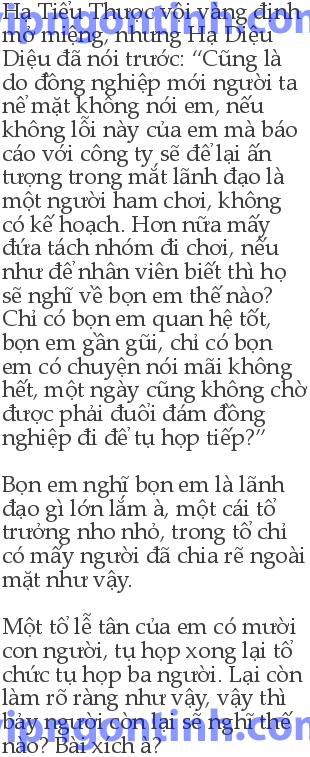 Hạ Tiểu Thược vội vàng định
mở miệng, nhưng Hạ Diệu
Diệu đã nói trước: “Cũng là
do đồng nghiệp mới người ta
nể mặt không nói em, nếu
không lỗi này của em mà báo
cáo với công ty sẽ để lại ấn
tượng trong mắt lãnh đạo là
một người ham chơi, không
có kế hoạch. Hơn nữa mấy
đứa tách nhóm đi chơi, nếu
như để nhân viên biết thì họ
sẽ nghĩ về bọn em thế nào?
Chỉ có bọn em quan hệ tốt,
bọn em gần gũi, chỉ có bọn
em có chuyện nói mãi không
hết, một ngày cũng không chờ
được phải đuổi đám đồng
nghiệp đi để tụ họp tiếp?”
Bọn em nghĩ bọn em là lãnh
đạo gì lớn lắm à, một cái tổ
trưởng nho nhỏ, trong tổ chỉ
có mấy người đã chia rẽ ngoài
mặt như vậy.
Một tổ lễ tân của em có mười
con người, tụ họp xong lại tổ
chức tụ họp ba người. Lại còn
làm rõ ràng như vậy, vậy thì
bảy người còn lại sẽ nghĩ thế
nào? Bài xích à?
vipngontinh.com
vipngontinh.com